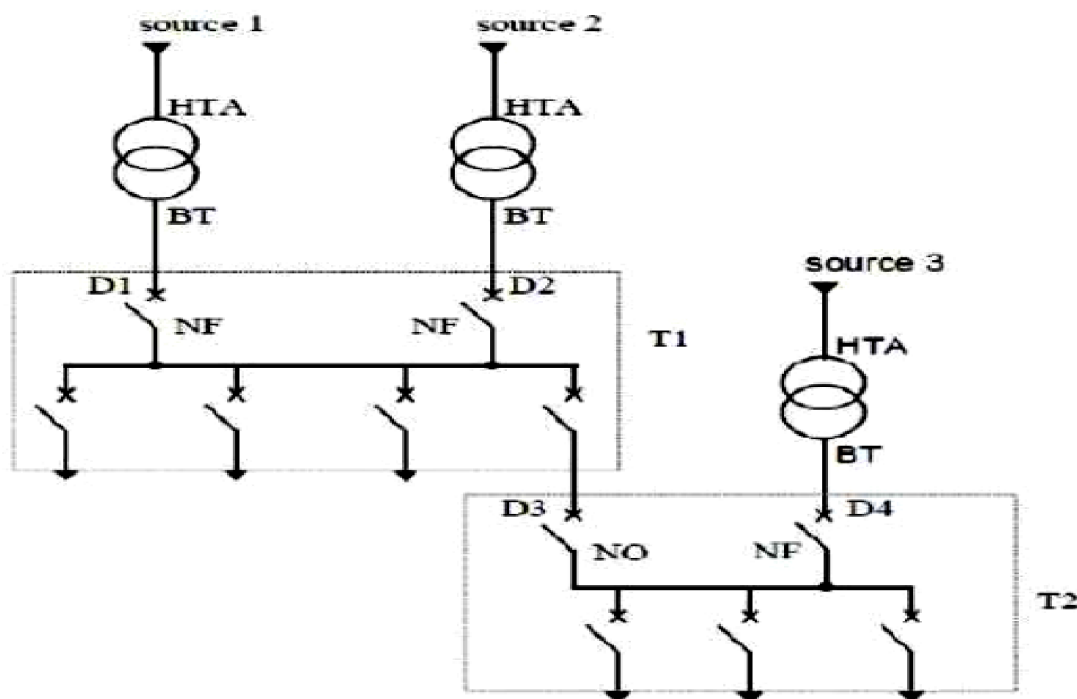 source 1
source 2
HTA
HTA
BT
BT
source 3
D1
D2
NF
NF
T1
HTA
BT
D3
D4
NO
NF
T2